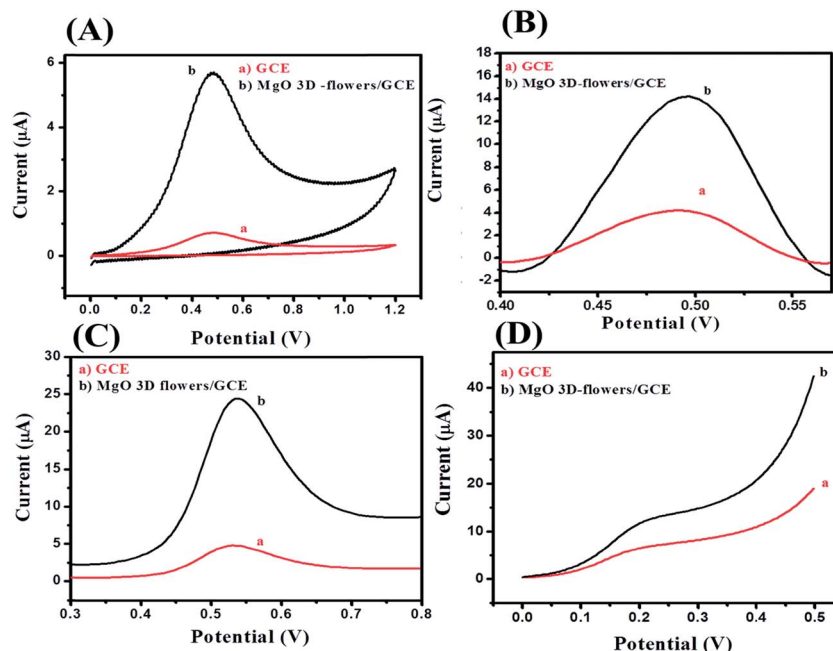 (A)
a) GCE
b) MgO 3D -flowers/GCE
b
a
6
4
2
0
0.0 0.2 0.4 0.6 0.8 1.0 1.2
Current (µA)
Potential (V)
(B)
a) GCE
b) MgO 3D-flowers/GCE
b
a
18
16
14
12
10
8
6
4
2
0
-2
0.40 0.45 0.50 0.55
Current (µA)
Potential (V)
(C)
a) GCE
b) MgO 3D flowers/GCE
b
a
30
25
20
15
10
5
0
0.3 0.4 0.5 0.6 0.7 0.8
Current (µA)
Potential (V)
(D)
a) GCE
b) MgO 3D-flowers/GCE
b
a
40
30
20
10
0
0.0 0.1 0.2 0.3 0.4 0.5
Current (µA)
Potential (V)